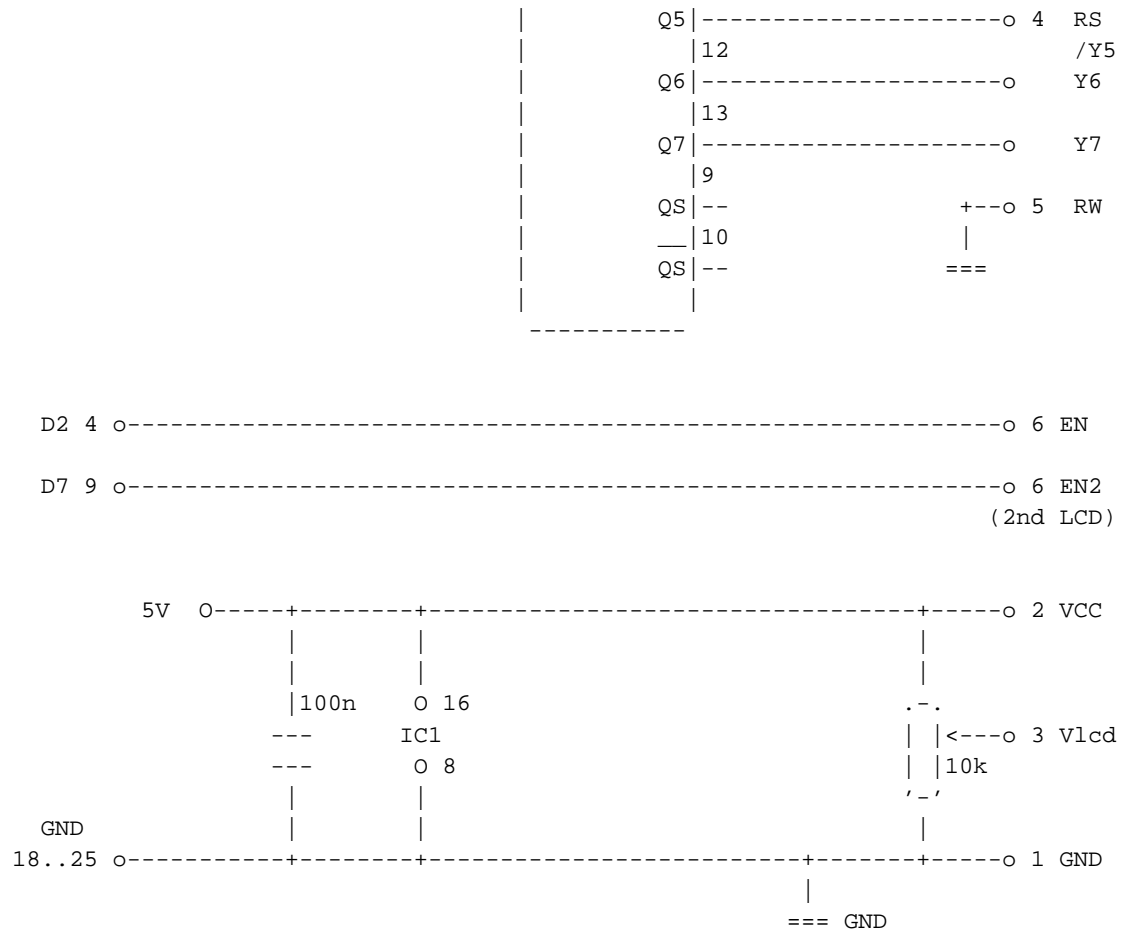 Q5 4 RS
12 /Y5
Q6 Y6
13
Q7 Y7
9
QS 5 RW
10
QS
D2 4 6 EN
D7 9 6 EN2
(2nd LCD)
5V 2 VCC
100n 16
IC1 3 Vlcd
8 10k
GND
18..25 1 GND
GND